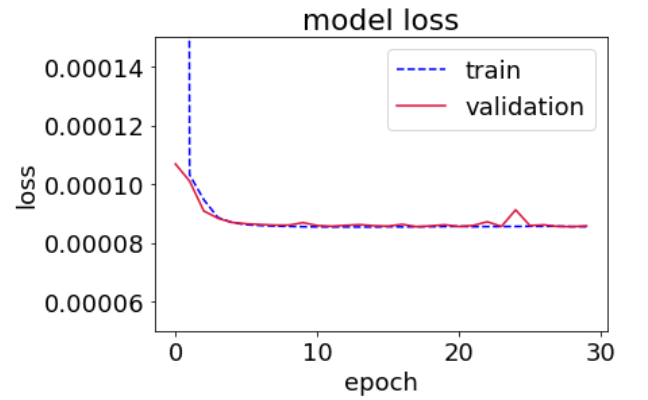 model loss
0.00014
0.00012
0.00010
0.00008
0.00006
loss
train
validation
0 10 20 30
epoch